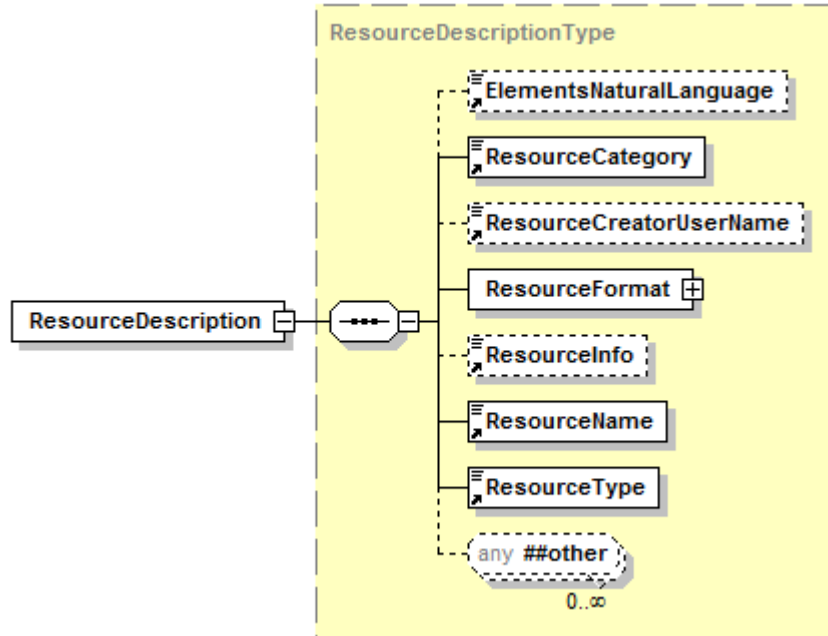 ResourceDescriptionType
ElementsNaturalLanguage
ResourceCategory
ResourceCreatorUserName
ResourceFormat
ResourceDescription
ResourceInfo
ResourceName
ResourceType
any ##other
0..∞